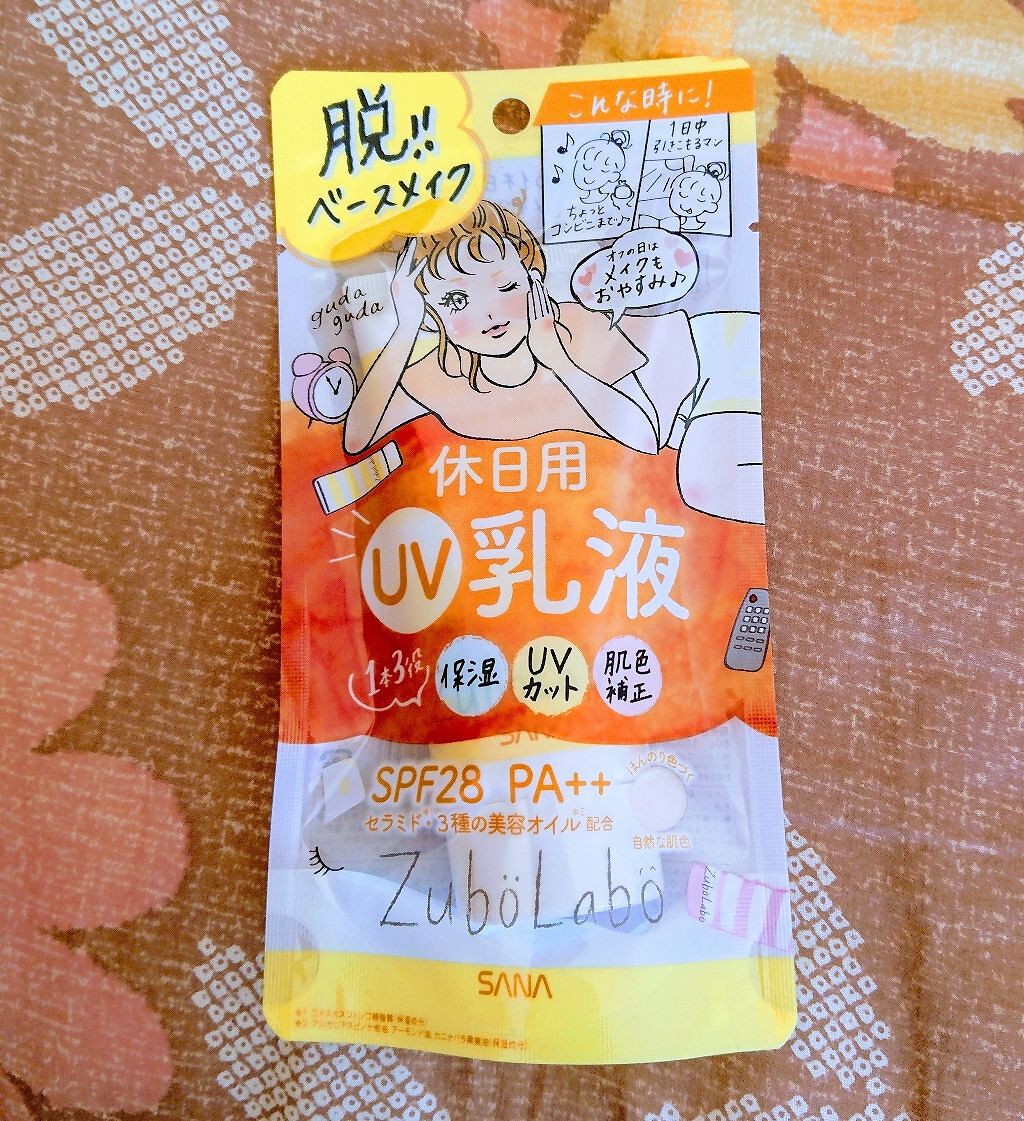 脱!!
ベースメイク
こんな時に!
ちょっと
コンビニまで♪
1日中
引きこもるマン
オフの日は
メイクも
おやすみ♪
guda
guda
休日用
UV乳液
1本3役
保湿
UV
カット
肌色
補正
SANA
SPF28 PA++
ほんのり色づく
自然な肌色
セラミド※1・3種の美容オイル※2配合
ZuböLabö
ZuböLabö
SANA